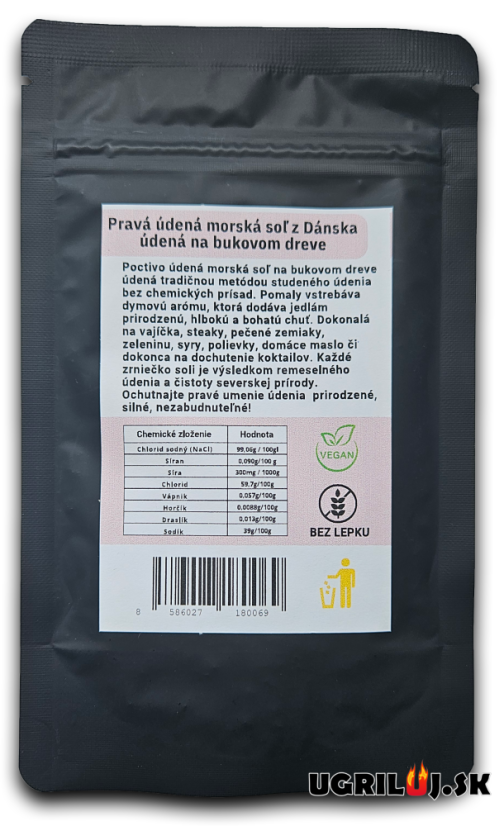 Pravá údená morská soľ z Dánska
údená na bukovom dreve
Poctivo údená morská soľ na bukovom dreve
údená tradičnou metódou studeného údenia
bez chemických prísad. Pomaly vstrebáva
dymovú arómu, ktorá dodáva jedlám
prirodzenú, hlbokú a bohatú chuť. Dokonalá
na vajíčka, steaky, pečené zemiaky,
zeleninu, syry, polievky, domáce maslo či
dokonca na dochutenie koktailov. Každé
zrniečko soli je výsledkom remeselného
údenia a čistoty severskej prírody.
Ochutnajte pravé umenie údenia prirodzené,
silné, nezabudnuteľné!
Chemické zloženie Hodnota
Chlorid sodný (NaCl) 99,06g / 100gl
Síran 0,090g/100 g
Síra 300mg / 1000g
Chlorid 59,7g/100g
Vápnik 0,057g/100g
Horčík 0,0088g/100g
Draslík 0,013g/100g
Sodík 39g/100g
VEGAN
BEZ LEPKU
8 586027 180069
UGRILUJ.SK